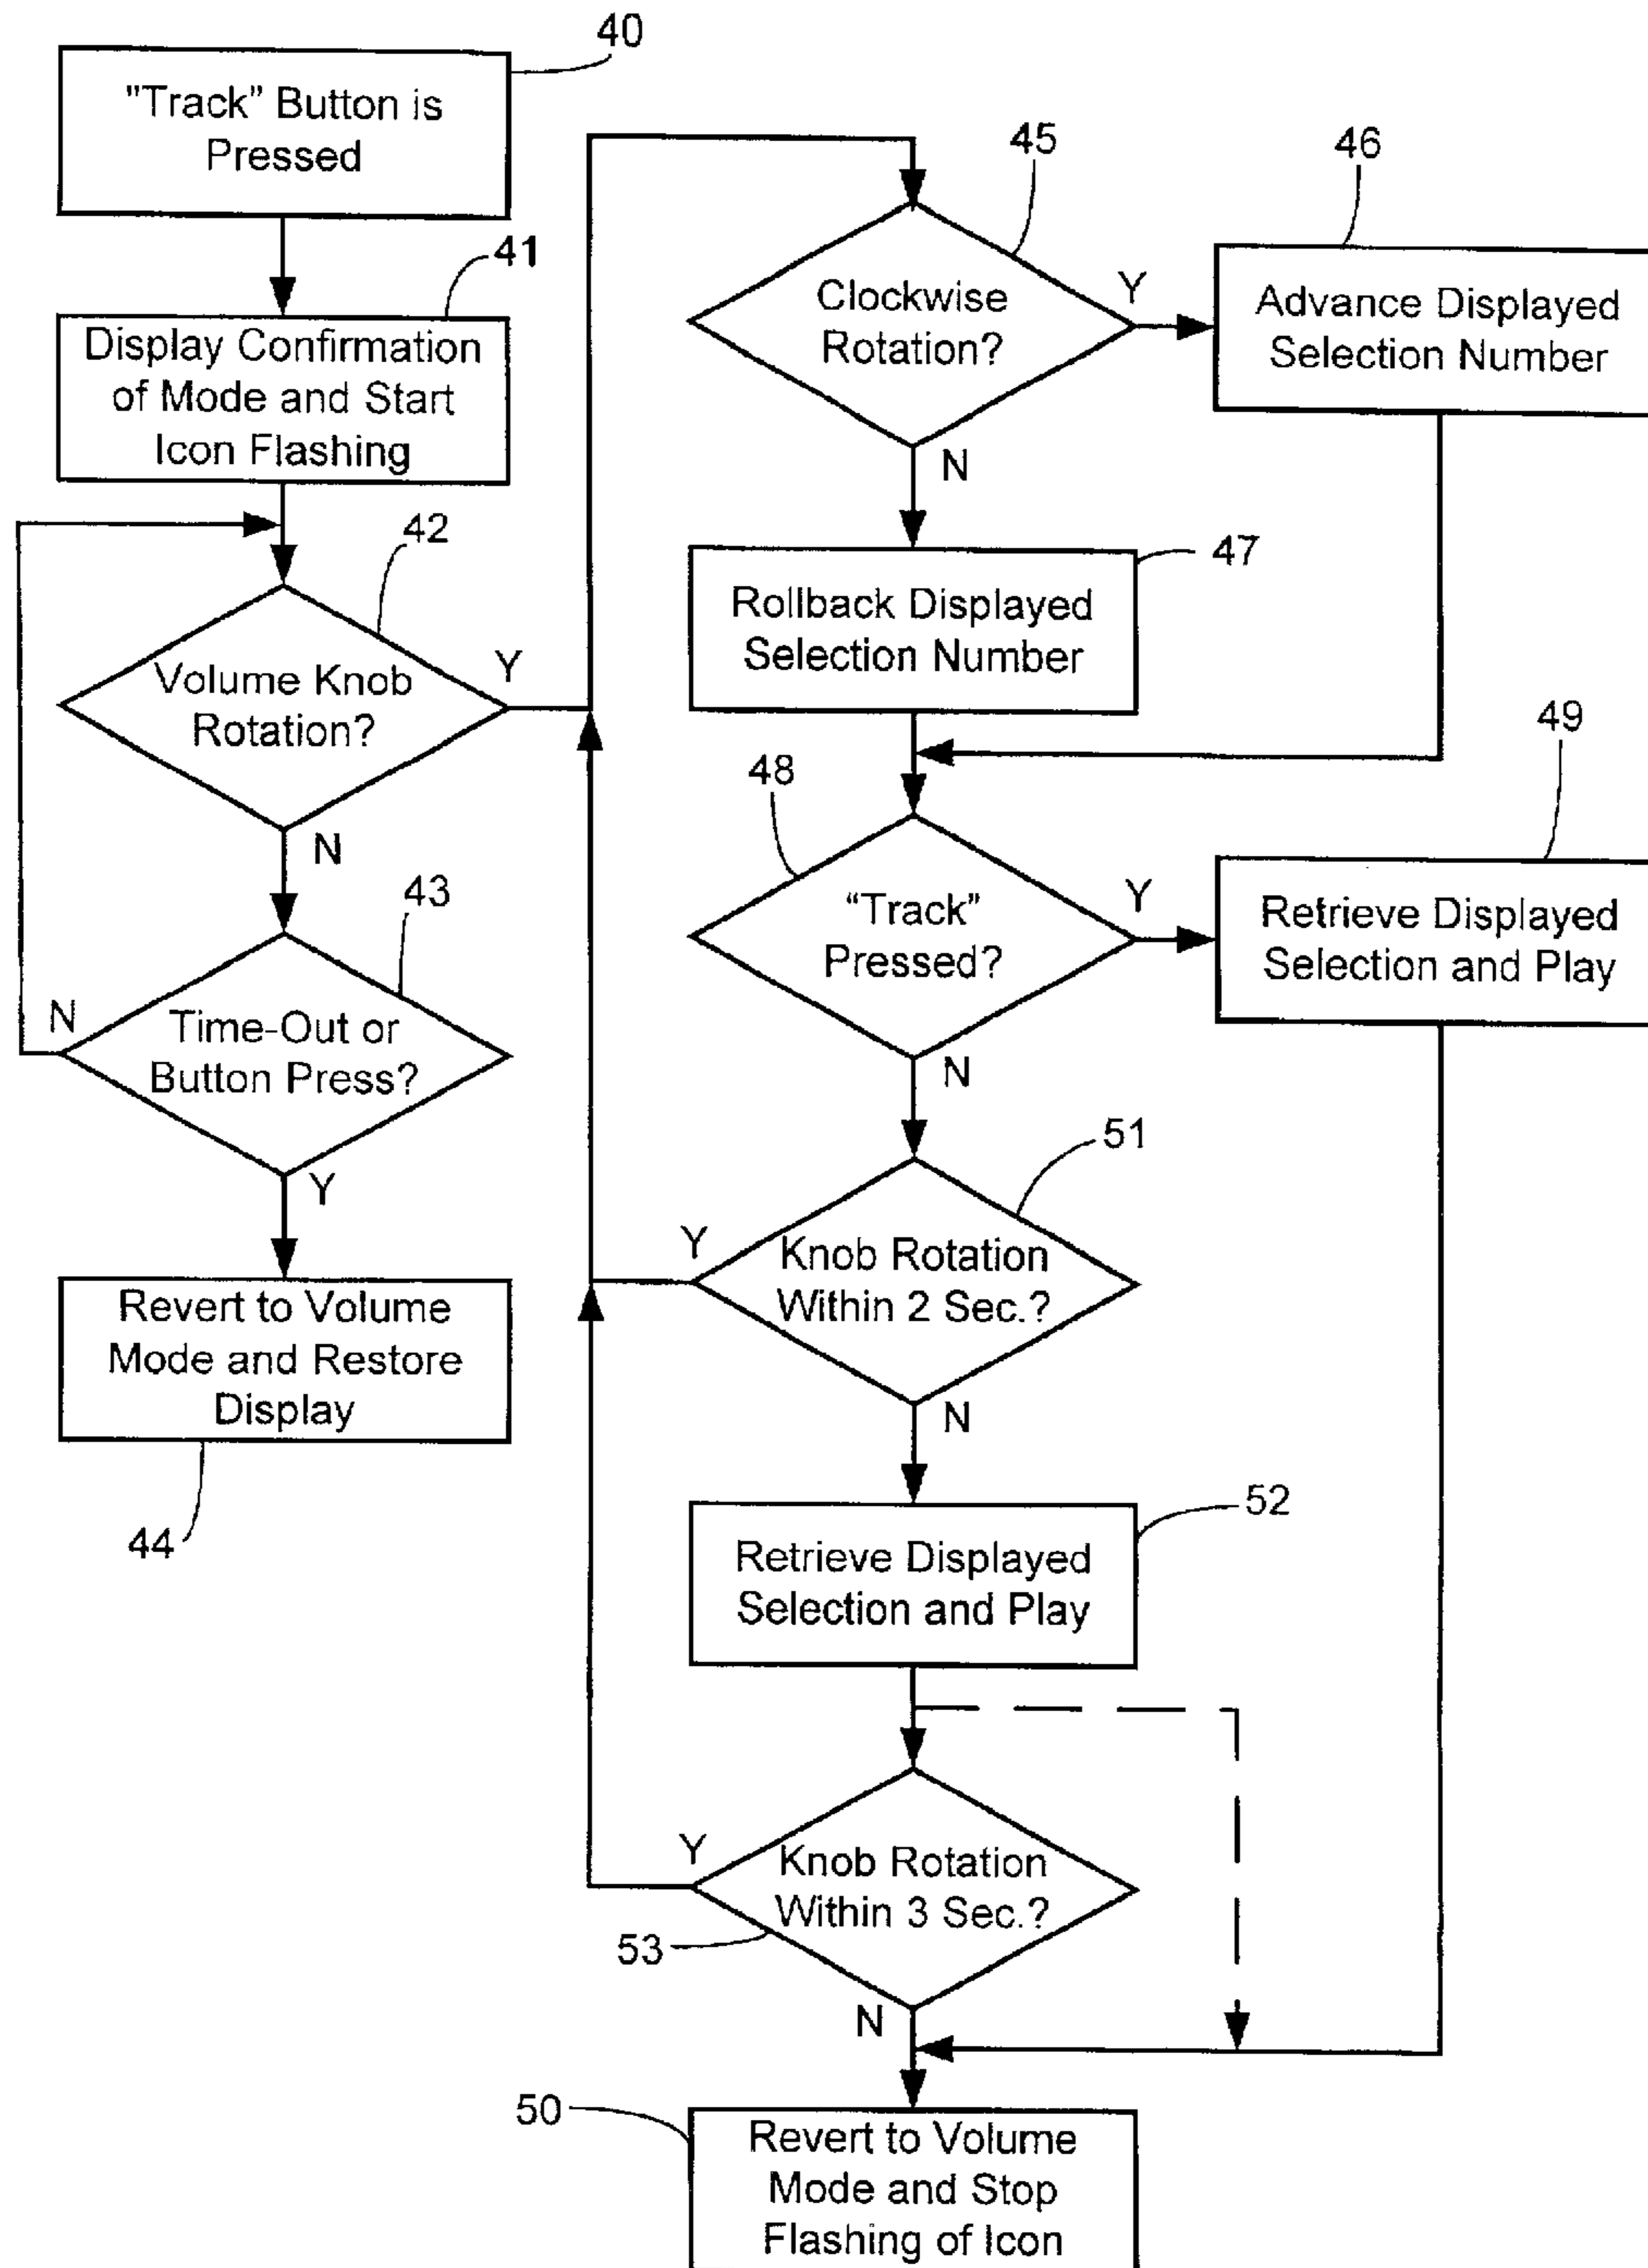 40
"Track" Button is
Pressed
41
Display Confirmation
of Mode and Start
Icon Flashing
42
Volume Knob
Rotation?
Y
N
43
Time-Out or
Button Press?
N
Y
Revert to Volume
Mode and Restore
Display
44
45
Clockwise
Rotation?
Y
N
46
Advance Displayed
Selection Number
47
Rollback Displayed
Selection Number
48
“Track”
Pressed?
Y
N
49
Retrieve Displayed
Selection and Play
51
Knob Rotation
Within 2 Sec.?
Y
N
52
Retrieve Displayed
Selection and Play
Knob Rotation
Within 3 Sec.?
Y
53
N
50
Revert to Volume
Mode and Stop
Flashing of Icon